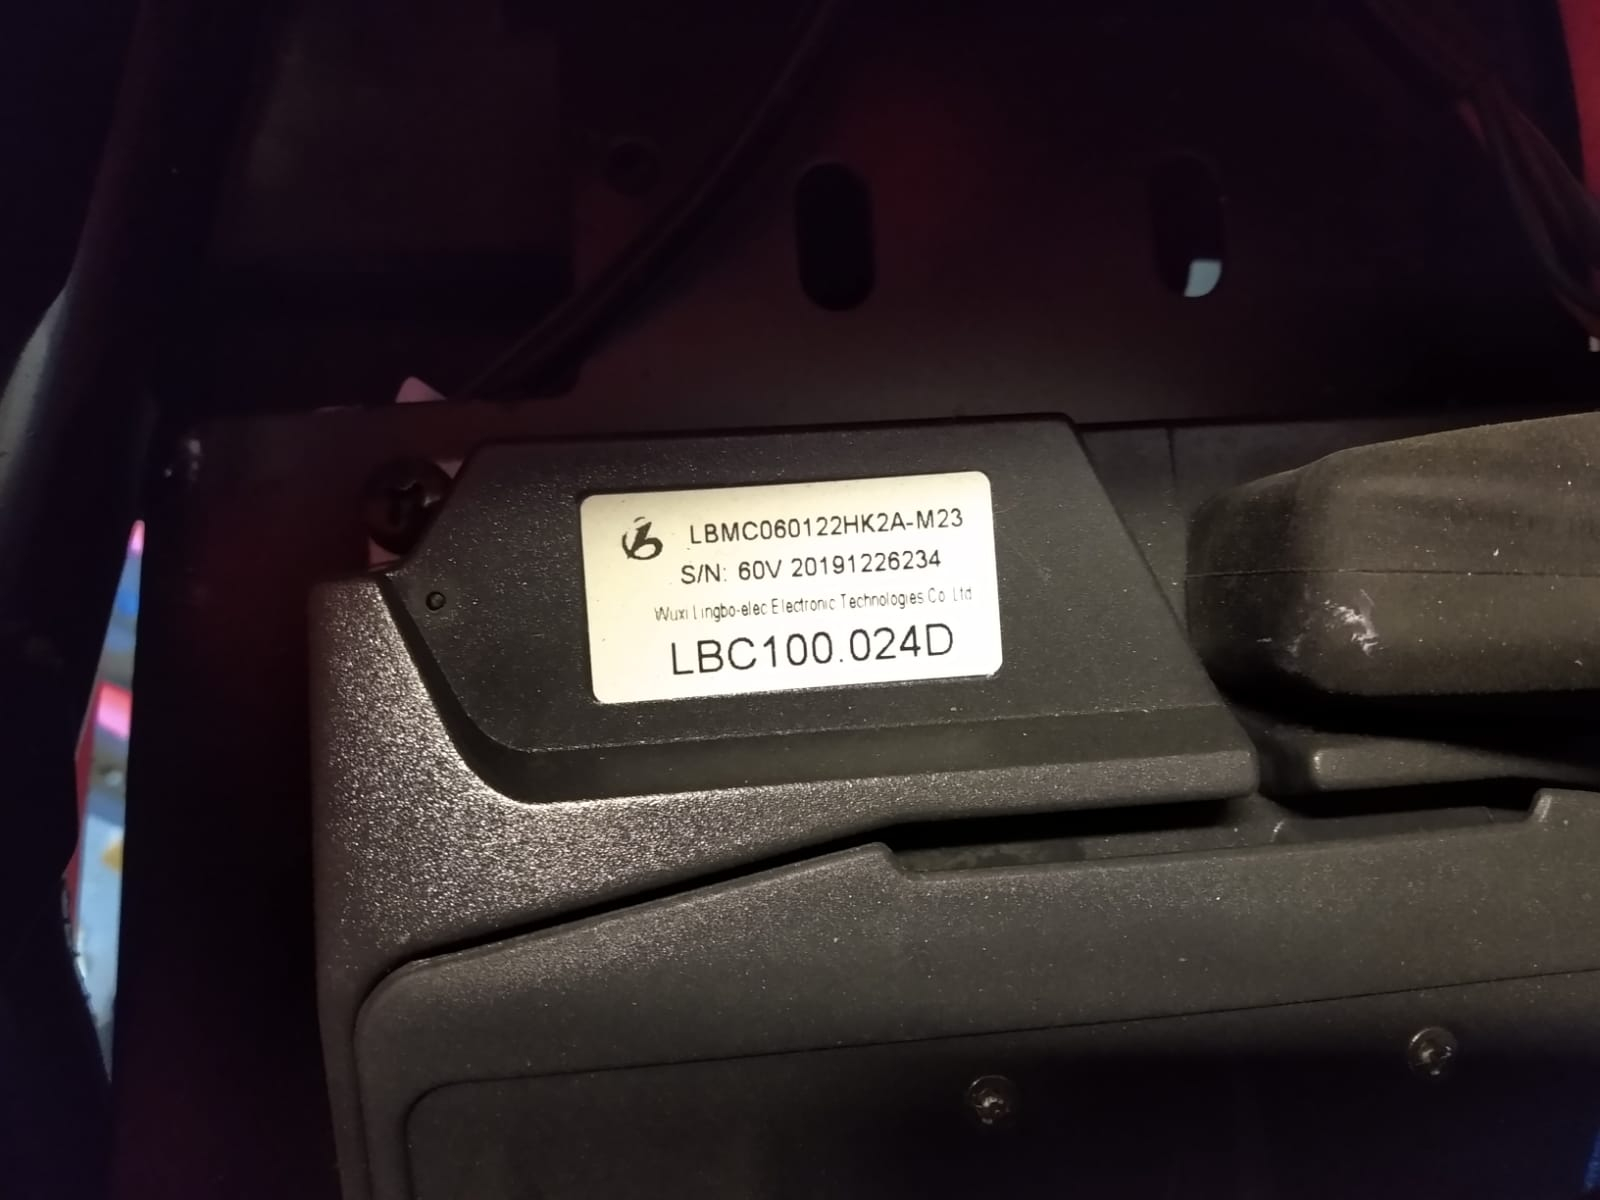 LBMC060122HK2A-M23
S/N: 60V 20191226234
Wuxi Lingbo-elec Electronic Technologies Co Ltd
LBC100.024D